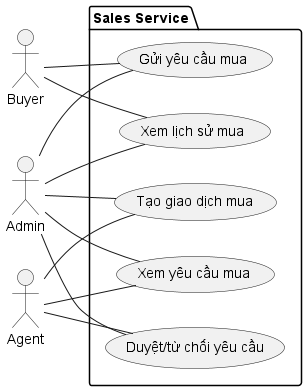 Sales Service
Gửi yêu cầu mua
Buyer
Xem lịch sử mua
Tạo giao dịch mua
Admin
Xem yêu cầu mua
Agent
Duyệt/từ chối yêu cầu